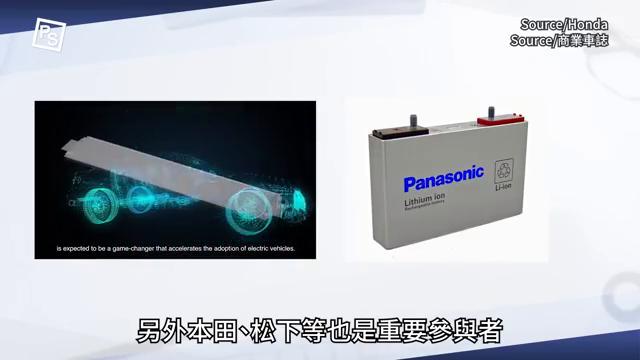 PS
Source/Honda
Source/商業車誌
is expected to be a game-changer that accelerates the adoption of electric vehicles.
Panasonic
Lithium ion
Rechargeable battery
Li-ion
另外本田、松下等也是重要參與者